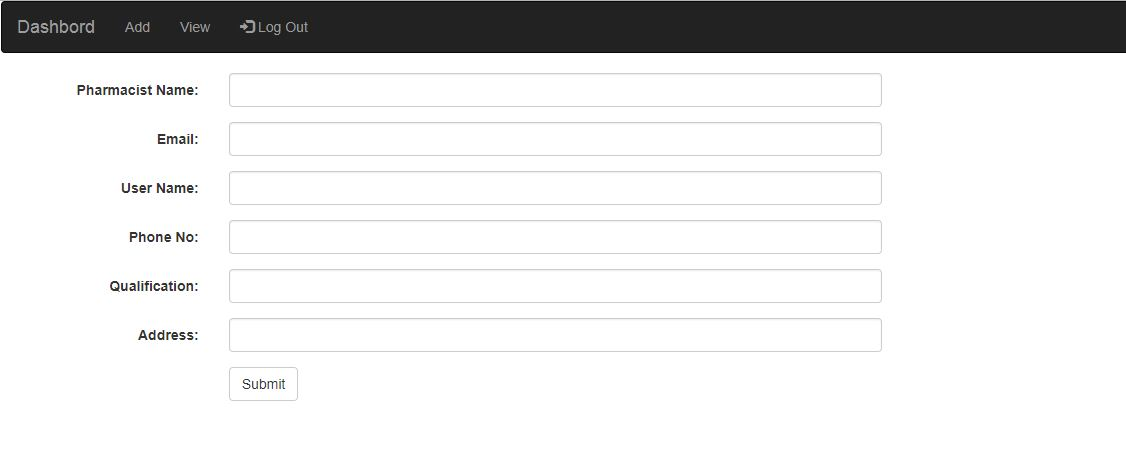 Dashbord Add View Log Out
Pharmacist Name:
Email:
User Name:
Phone No:
Qualification:
Address:
Submit